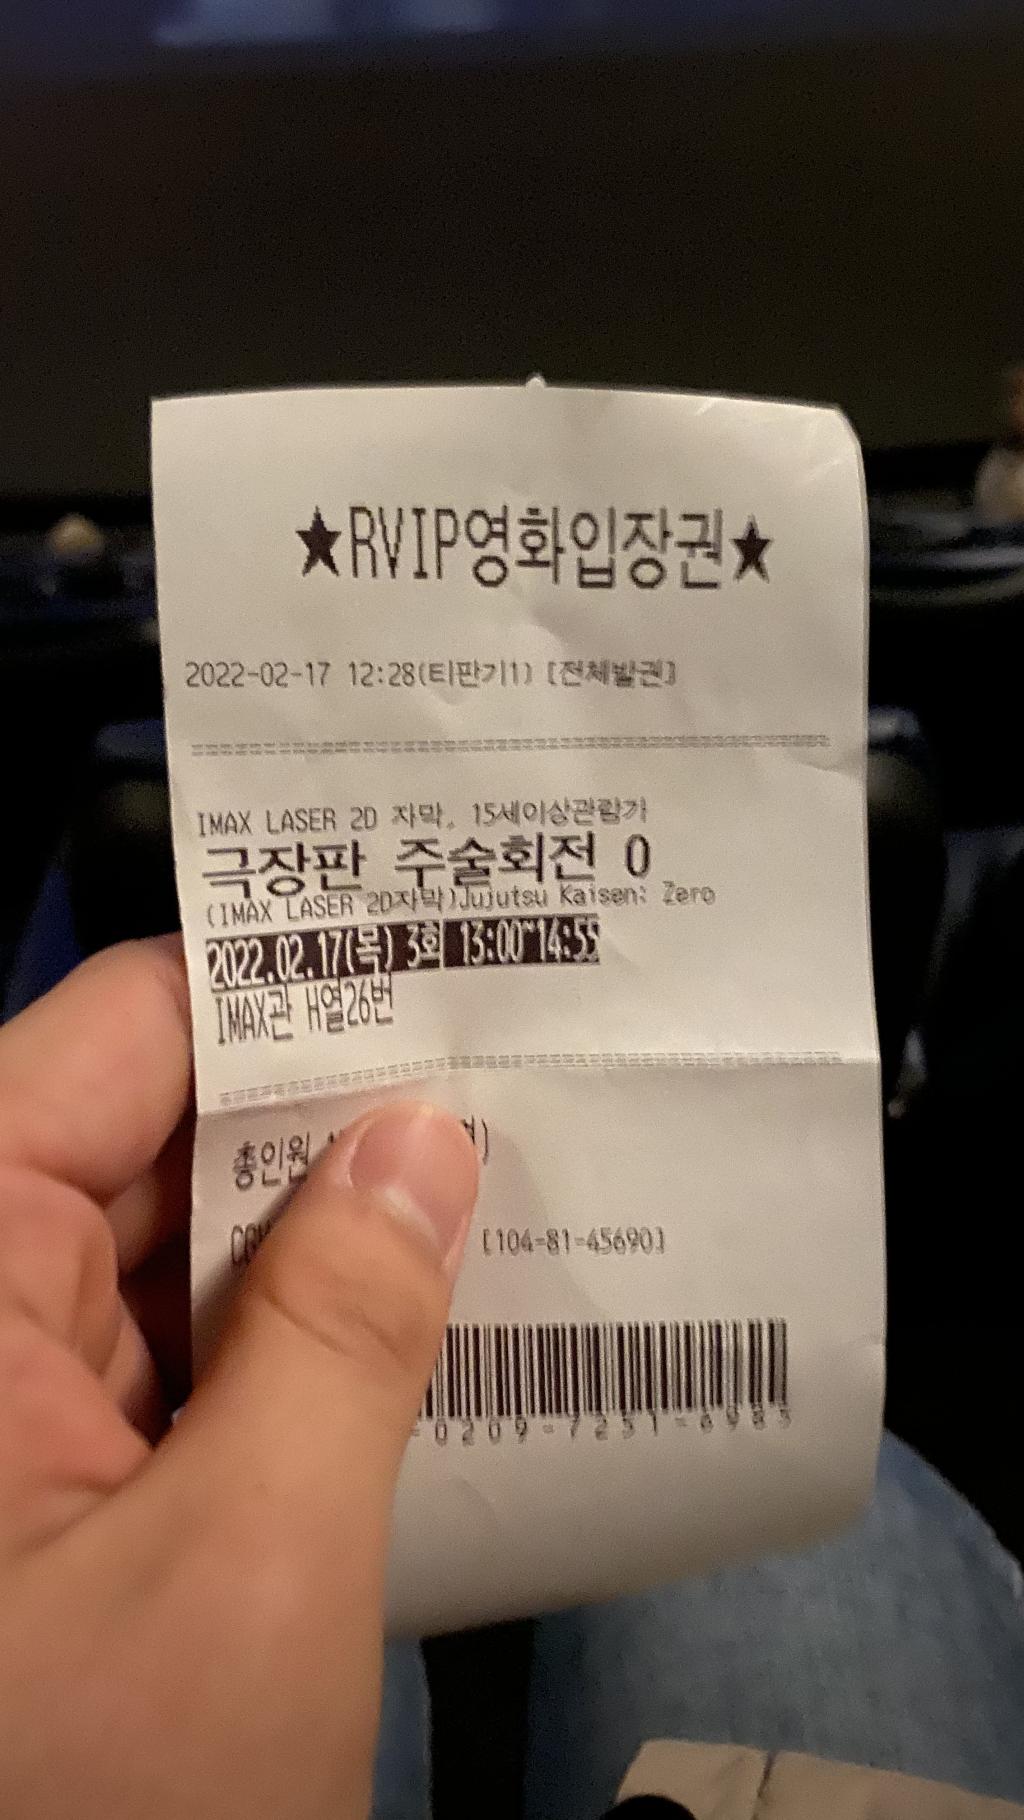 ★RVIP영화입장권★
2022-02-17 12:28(티판기1) [전체발권]
IMAX LASER 2D 자막, 15세이상관람가
극장판 주술회전 0
(IMAX LASER 2D자막)Jujutsu Kaisen: Zero
2022.02.17(목) 3회 13:00~14:55
IMAX관 H열26번
총인원
[104-81-45690]
-0209-7251-6985